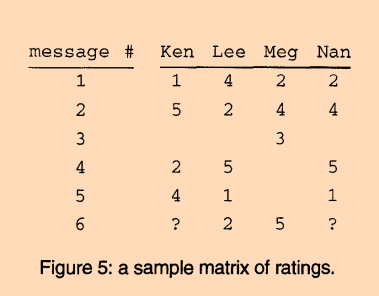 message # Ken Lee Meg Nan
1 1 4 2 2
2 5 2 4 4
3 3
4 2 5 5
5 4 1 1
6 ? 2 5 ?
Figure 5: a sample matrix of ratings.